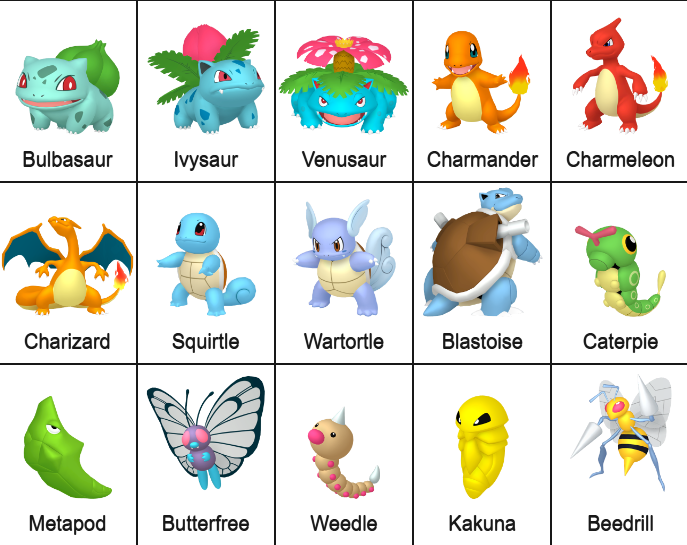 Bulbasaur
Ivysaur
Venusaur
Charmander
Charmeleon
Charizard
Squirtle
Wartortle
Blastoise
Caterpie
Metapod
Butterfree
Weedle
Kakuna
Beedrill